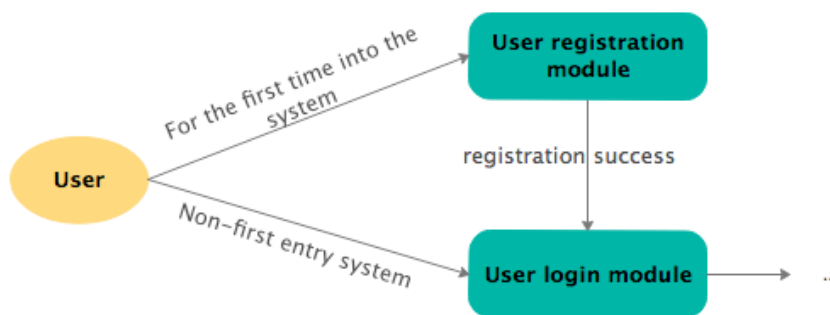 For the first time into the
system
User registration
module
registration success
User
Non-first entry system
User login module
..